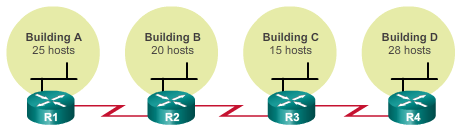 Building A
25 hosts
Building B
20 hosts
Building C
15 hosts
Building D
28 hosts
R1
R2
R3
R4